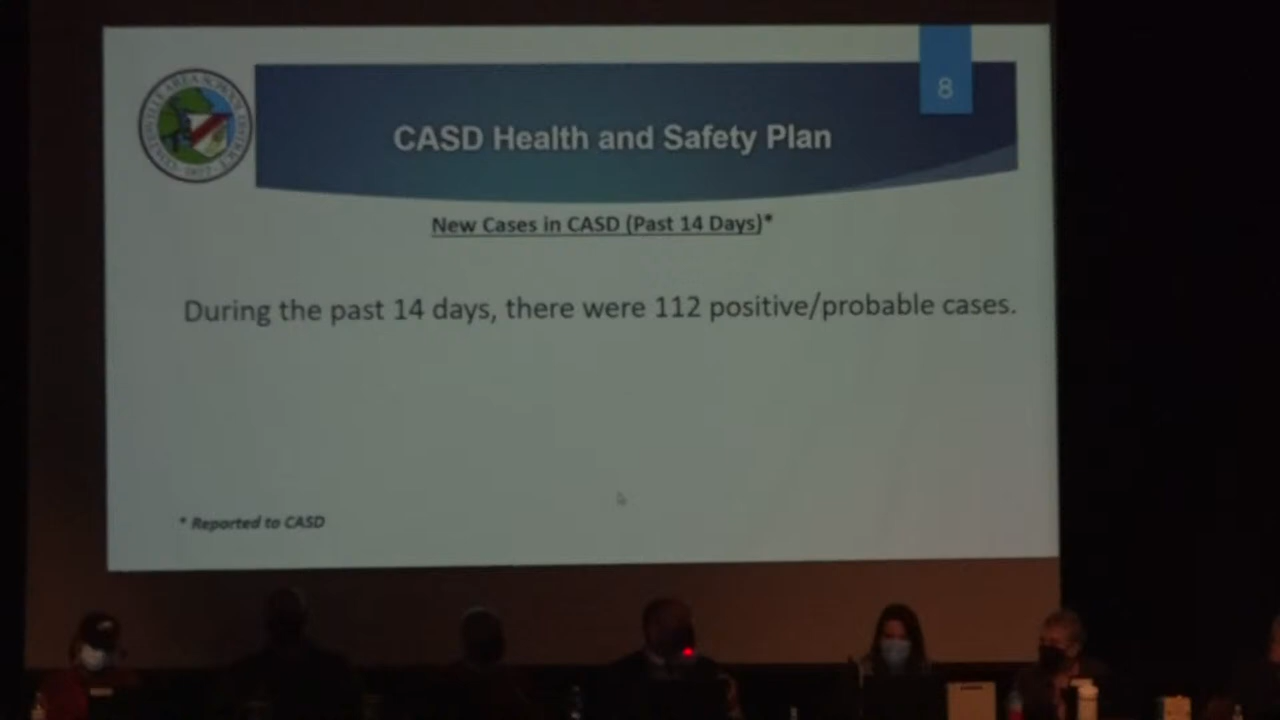 8
CASD Health and Safety Plan
New Cases in CASD (Past 14 Days)*
During the past 14 days, there were 112 positive/probable cases.
* Reported to CASD